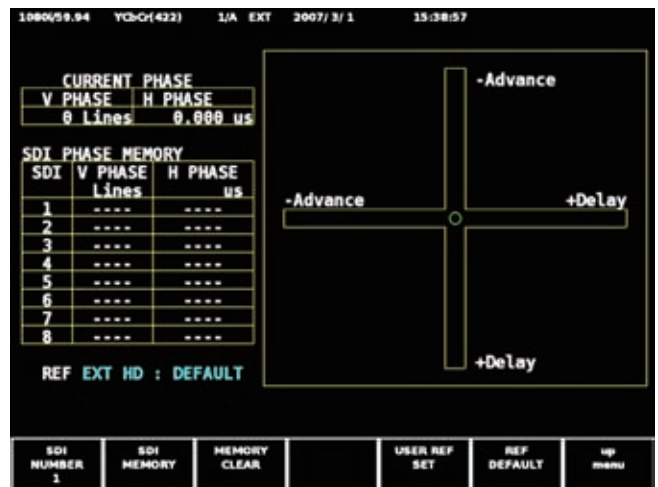 1080i/59.94 YCbCr(422) 1/A EXT 2007/ 3/ 1 15:38:57
CURRENT PHASE
V PHASE H PHASE
0 Lines 0.000 us
SDI PHASE MEMORY
SDI V PHASE H PHASE
Lines us
1 ---- ----
2 ---- ----
3 ---- ----
4 ---- ----
5 ---- ----
6 ---- ----
7 ---- ----
8 ---- ----
REF EXT HD : DEFAULT
-Advance
-Advance +Delay
+Delay
SDI NUMBER 1
SDI MEMORY
MEMORY CLEAR
USER REF SET
REF DEFAULT
up menu